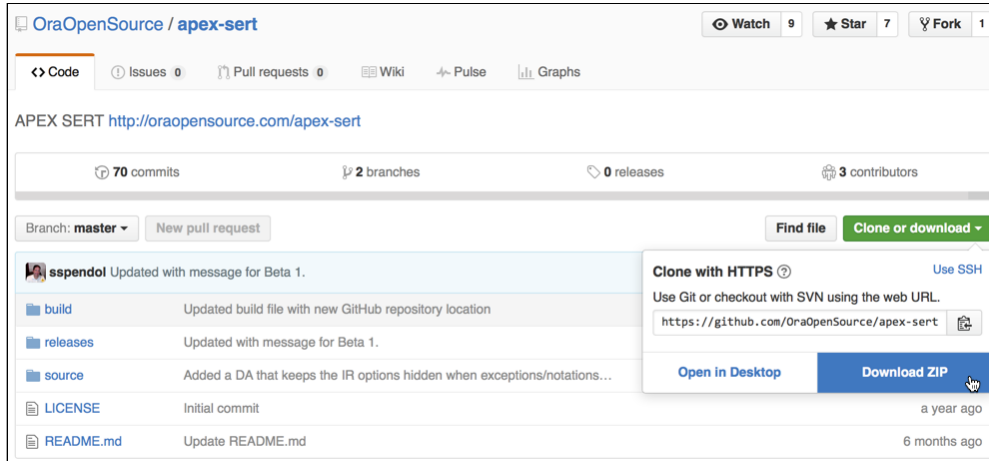 OraOpenSource / apex-sert
Watch 9 Star 7 Fork 1
Code Issues 0 Pull requests 0 Wiki Pulse Graphs
APEX SERT http://oraopensource.com/apex-sert
70 commits 2 branches 0 releases 3 contributors
Branch: master New pull request Find file Clone or download
sspendol Updated with message for Beta 1.
Clone with HTTPS ? Use SSH
Use Git or checkout with SVN using the web URL.
https://github.com/OraOpenSource/apex-sert
Open in Desktop Download ZIP
build Updated build file with new GitHub repository location
releases Updated with message for Beta 1.
source Added a DA that keeps the IR options hidden when exceptions/notations…
LICENSE Initial commit a year ago
README.md Update README.md 6 months ago